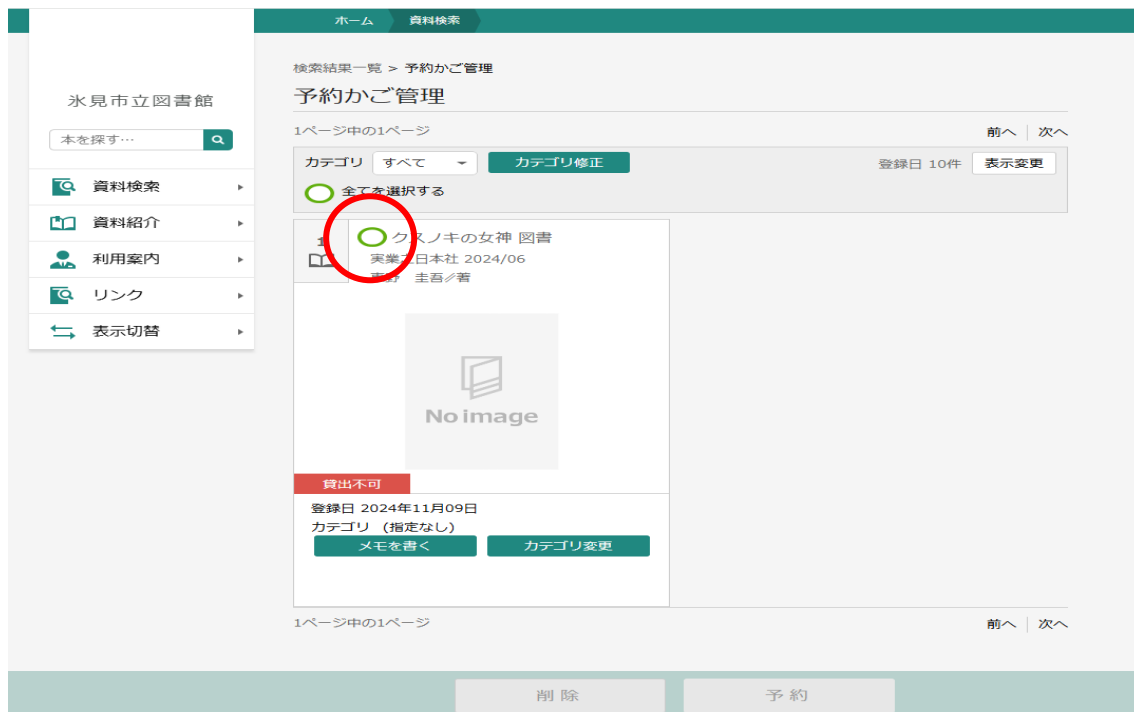 ホーム 資料検索
氷見市立図書館
本を探す…
資料検索
資料紹介
利用案内
リンク
表示切替
検索結果一覧 > 予約かご管理
予約かご管理
1ページ中の1ページ 前へ 次へ
カテゴリ すべて カテゴリ修正 登録日 10件 表示変更
全てを選択する
1 クスノキの女神 図書
実業之日本社 2024/06
東野 圭吾∥著
No image
貸出不可
登録日 2024年11月09日
カテゴリ (指定なし)
メモを書く カテゴリ変更
1ページ中の1ページ 前へ 次へ
削除 予約